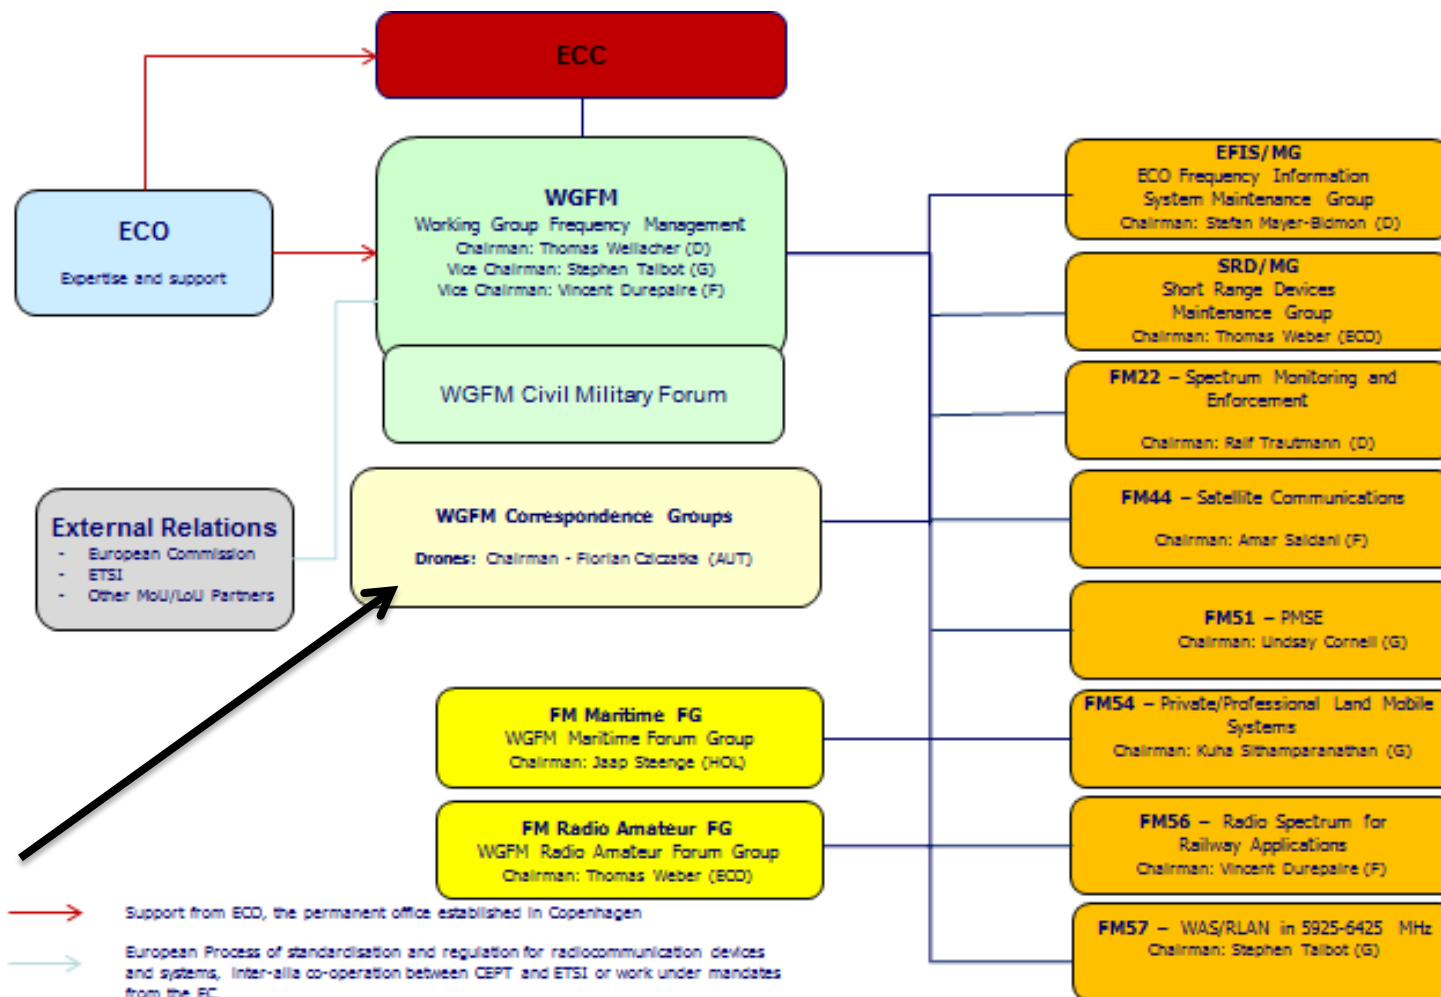 ECC
ECO
Expertise and support
WGFM
Working Group Frequency Management
Chairman: Thomas Weilacher (D)
Vice Chairman: Stephen Talbot (G)
Vice Chairman: Vincent Durepaire (F)
WGFM Civil Military Forum
External Relations
- European Commission
- ETSI
- Other MoU/LoU Partners
WGFM Correspondence Groups
Drones: Chairman - Florian Cziczatka (AUT)
FM Maritime FG
WGFM Maritime Forum Group
Chairman: Jaap Steenge (HOL)
FM Radio Amateur FG
WGFM Radio Amateur Forum Group
Chairman: Thomas Weber (ECO)
EFIS/MG
ECO Frequency Information
System Maintenance Group
Chairman: Stefan Mayer-Bidmon (D)
SRD/MG
Short Range Devices
Maintenance Group
Chairman: Thomas Weber (ECO)
FM22 – Spectrum Monitoring and
Enforcement
Chairman: Ralf Trautmann (D)
FM44 – Satellite Communications
Chairman: Amar Saidani (F)
FM51 – PMSE
Chairman: Lindsay Cornell (G)
FM54 – Private/Professional Land Mobile
Systems
Chairman: Kuha Sithamparanathan (G)
FM56 – Radio Spectrum for
Railway Applications
Chairman: Vincent Durepaire (F)
FM57 – WAS/RLAN in 5925-6425 MHz
Chairman: Stephen Talbot (G)
Support from ECO, the permanent office established in Copenhagen
European Process of standardisation and regulation for radiocommunication devices
and systems, inter-alia co-operation between CEPT and ETSI or work under mandates
from the EC.